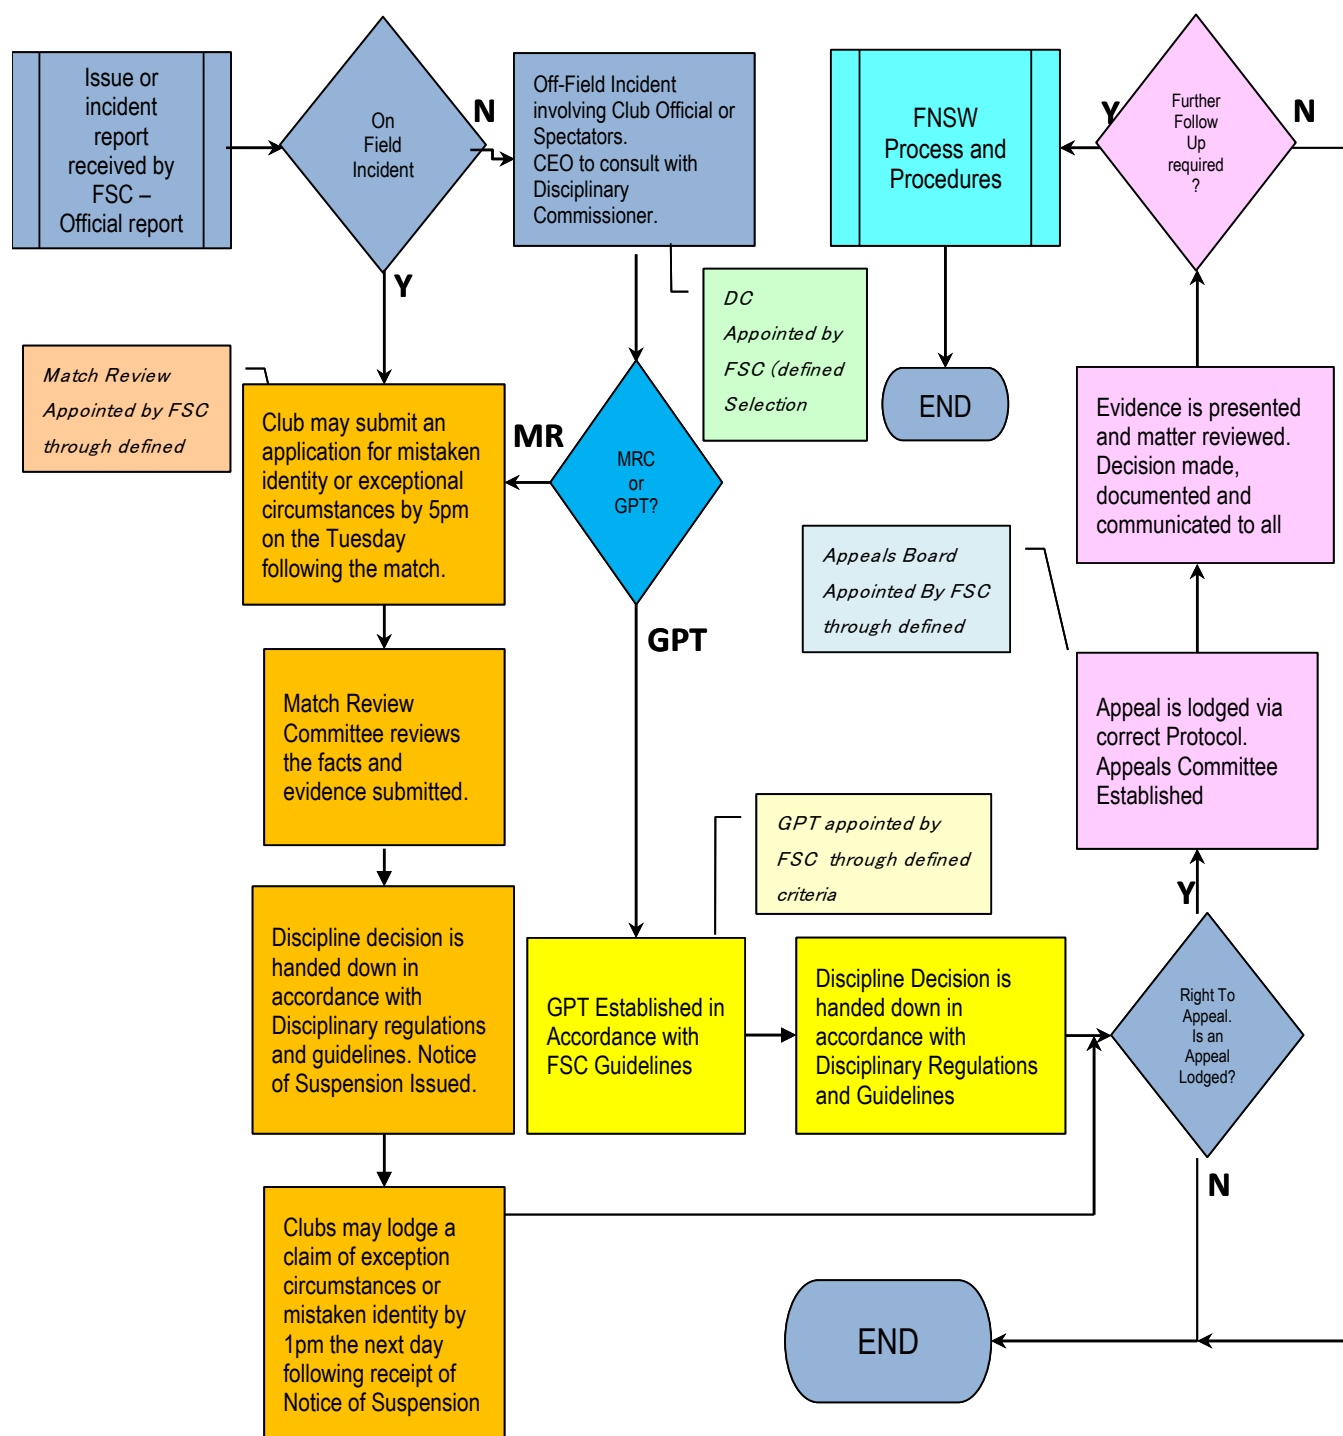 Issue or
incident
report
received by
FSC –
Official report
On
Field
Incident
N
Y
Off-Field Incident
involving Club Official or
Spectators.
CEO to consult with
Disciplinary
Commissioner.
FNSW
Process and
Procedures
Y
Further
Follow
Up
required
?
N
DC
Appointed by
FSC (defined
Selection
END
Match Review
Appointed by FSC
through defined
Club may submit an
application for mistaken
identity or exceptional
circumstances by 5pm
on the Tuesday
following the match.
MR
MRC
or
GPT?
GPT
Evidence is presented
and matter reviewed.
Decision made,
documented and
communicated to all
Appeals Board
Appointed By FSC
through defined
Match Review
Committee reviews
the facts and
evidence submitted.
Appeal is lodged via
correct Protocol.
Appeals Committee
Established
GPT appointed by
FSC through defined
criteria
Y
Discipline decision is
handed down in
accordance with
Disciplinary regulations
and guidelines. Notice
of Suspension Issued.
GPT Established in
Accordance with
FSC Guidelines
Discipline Decision is
handed down in
accordance with
Disciplinary Regulations
and Guidelines
Right To
Appeal.
Is an
Appeal
Lodged?
N
Clubs may lodge a
claim of exception
circumstances or
mistaken identity by
1pm the next day
following receipt of
Notice of Suspension
END